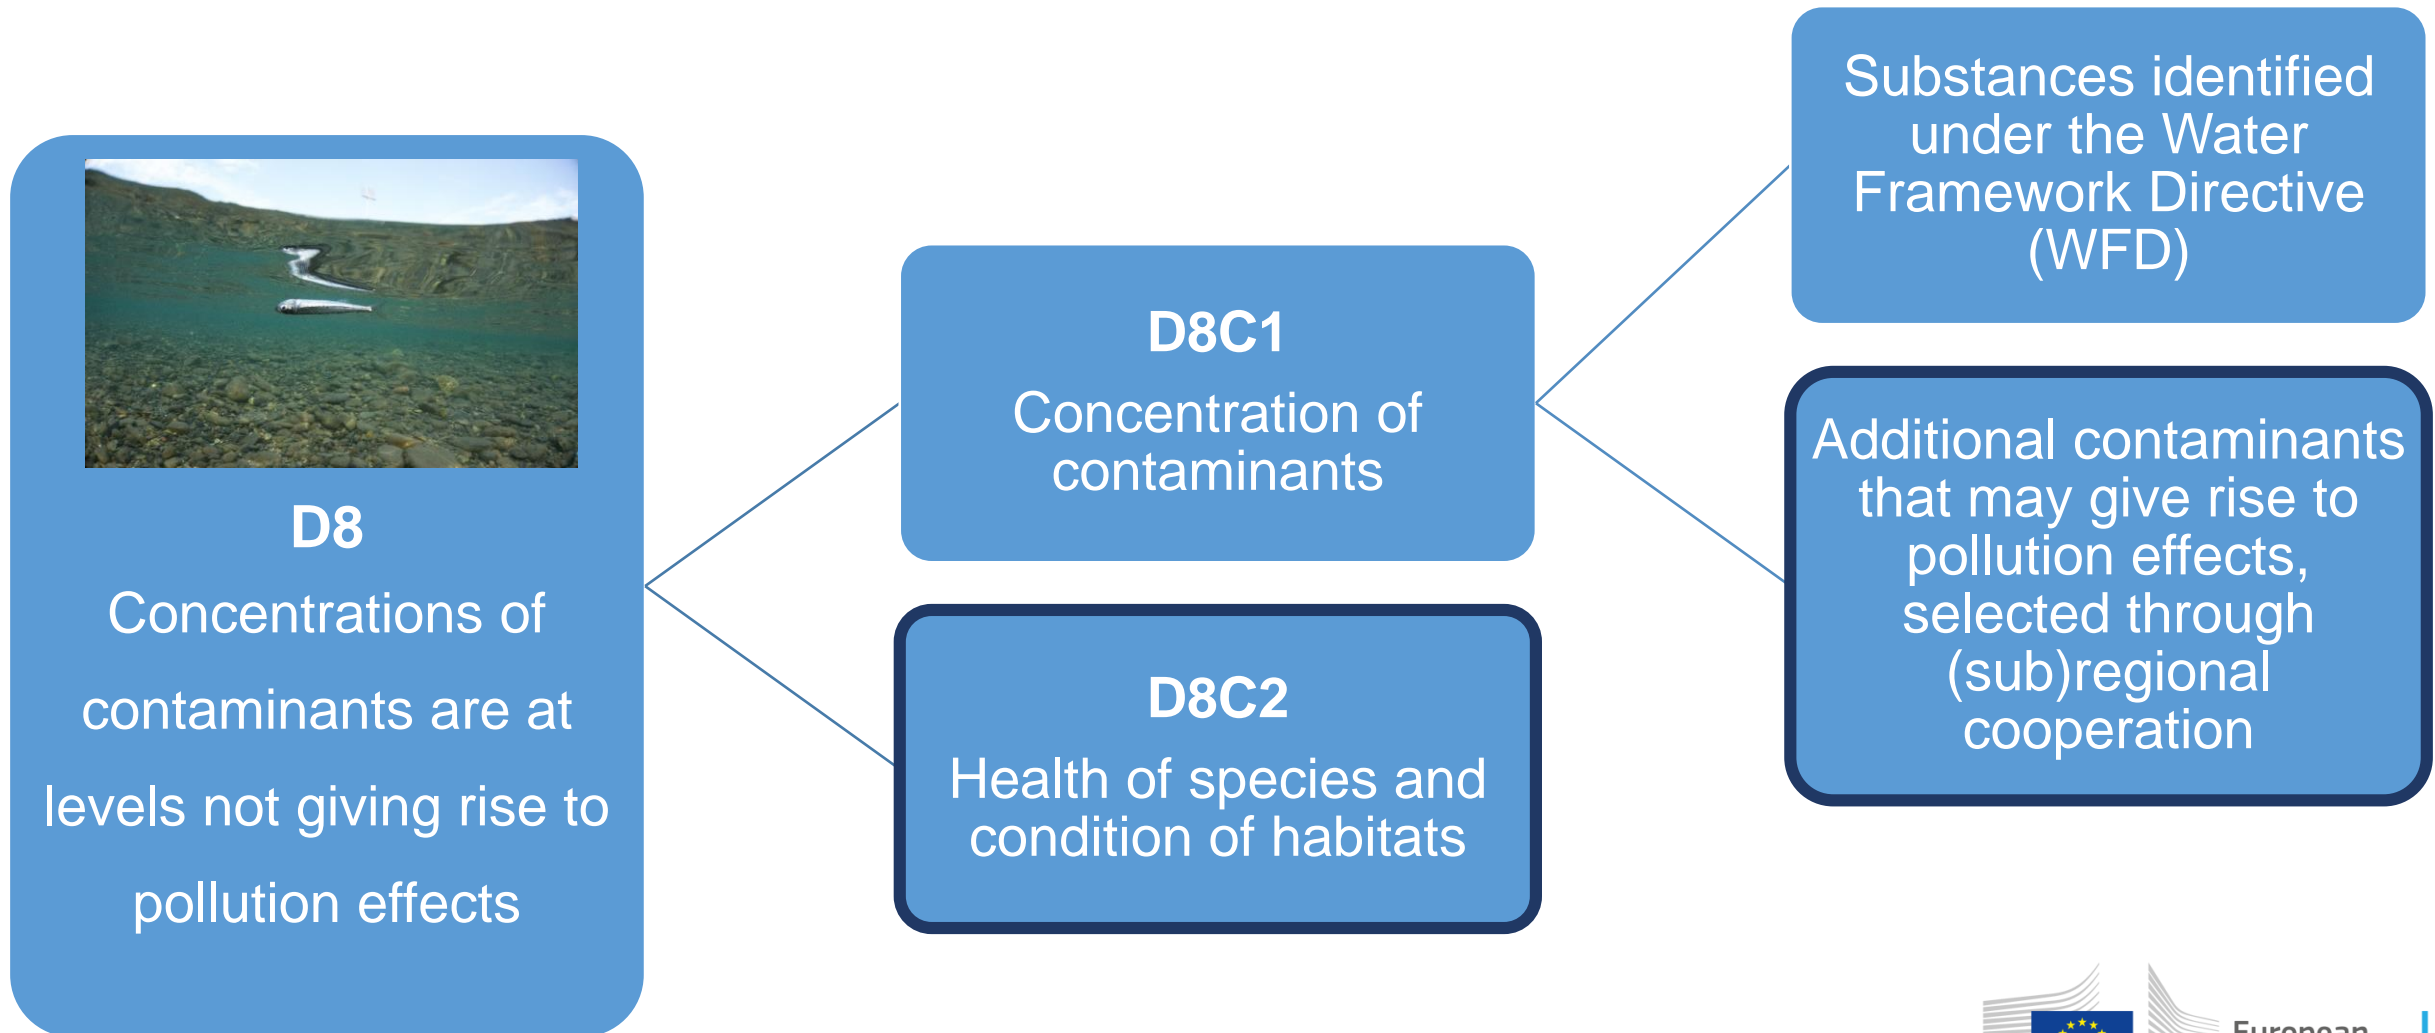 D8
Concentrations of
contaminants are at
levels not giving rise to
pollution effects
D8C1
Concentration of
contaminants
D8C2
Health of species and
condition of habitats
Substances identified
under the Water
Framework Directive
(WFD)
Additional contaminants
that may give rise to
pollution effects,
selected through
(sub)regional
cooperation
European